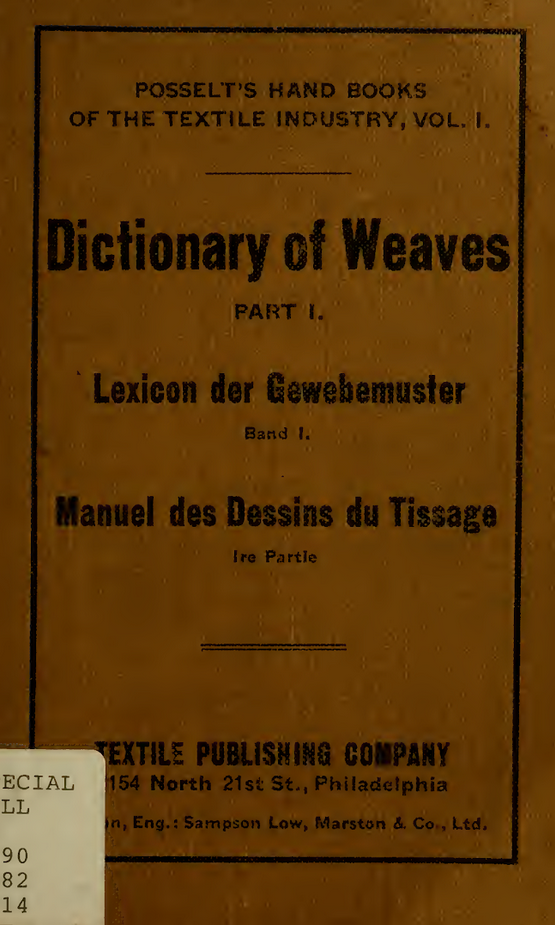 POSSELT'S HAND BOOKS
OF THE TEXTILE INDUSTRY, VOL. I.
Dictionary of Weaves
PART I.
Lexicon der Gewebemuster
Band I.
Manuel des Dessins du Tissage
Ire Partie
TEXTILE PUBLISHING COMPANY
154 North 21st St., Philadelphia
Eng.: Sampson Low, Marston & Co., Ltd.
ECIAL
LL
90
82
14